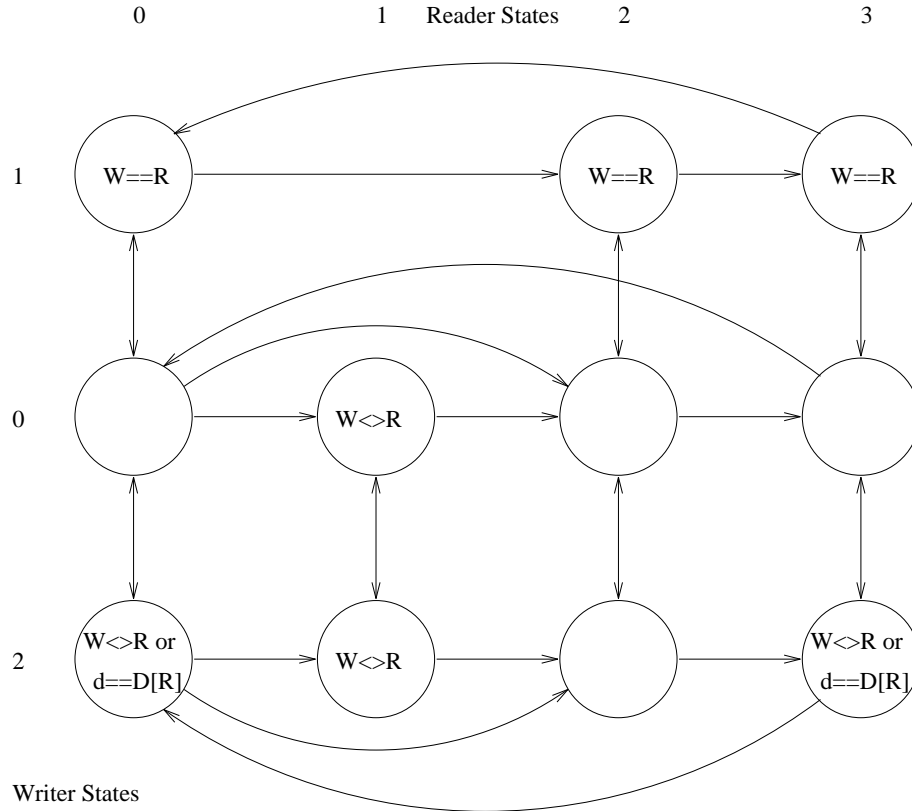 0 1 Reader States 2 3
1 W==R W==R W==R
0 W<>R
W<>R or W<>R or
2 W<>R
d==D[R] d==D[R]
Writer States